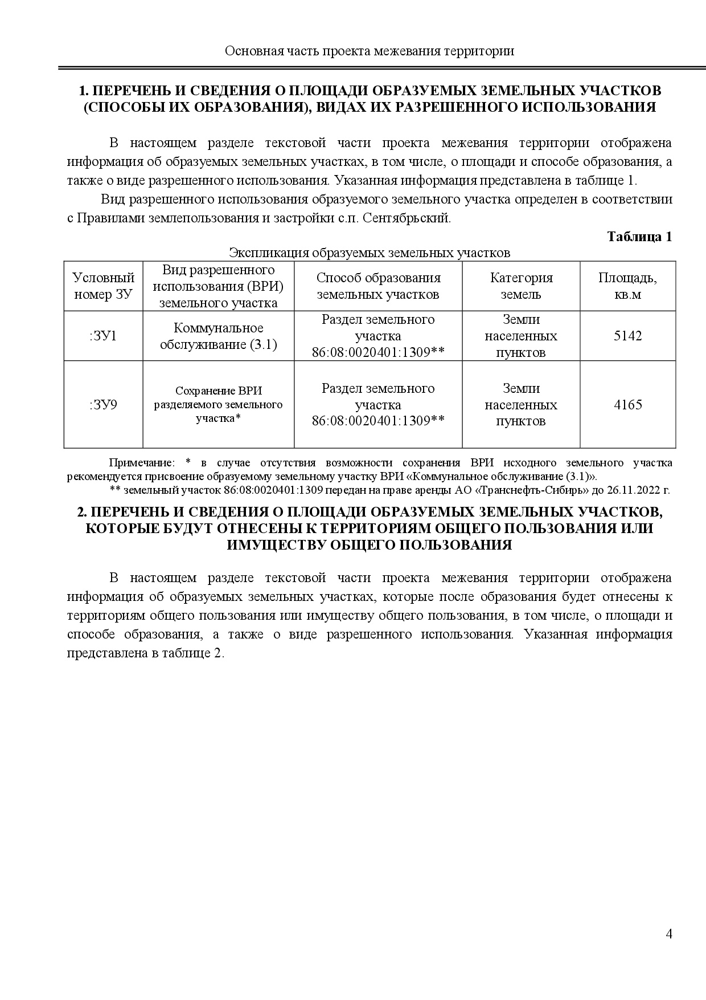 Основная часть проекта межевания территории
1. ПЕРЕЧЕНЬ И СВЕДЕНИЯ О ПЛОЩАДИ ОБРАЗУЕМЫХ ЗЕМЕЛЬНЫХ УЧАСТКОВ
(СПОСОБЫ ИХ ОБРАЗОВАНИЯ), ВИДАХ ИХ РАЗРЕШЕННОГО ИСПОЛЬЗОВАНИЯ
В настоящем разделе текстовой части проекта межевания территории отображена
информация об образуемых земельных участках, в том числе, о площади и способе образования, а
также о виде разрешенного использования. Указанная информация представлена в таблице 1.
Вид разрешенного использования образуемого земельного участка определен в соответствии
с Правилами землепользования и застройки с.п. Сентябрьский.
Таблица 1
Экспликация образуемых земельных участков
Условный
номер ЗУ
Вид разрешенного
использования (ВРИ)
земельного участка
Способ образования
земельных участков
Категория
земель
Площадь,
кв.м
:ЗУ1
Коммунальное
обслуживание (3.1)
Раздел земельного
участка
86:08:0020401:1309**
Земли
населенных
пунктов
5142
:ЗУ9
Сохранение ВРИ
разделяемого земельного
участка*
Раздел земельного
участка
86:08:0020401:1309**
Земли
населенных
пунктов
4165
Примечание: * в случае отсутствия возможности сохранения ВРИ исходного земельного участка
рекомендуется присвоение образуемому земельному участку ВРИ «Коммунальное обслуживание (3.1)».
** земельный участок 86:08:0020401:1309 передан на праве аренды АО «Транснефть-Сибирь» до 26.11.2022 г.
2. ПЕРЕЧЕНЬ И СВЕДЕНИЯ О ПЛОЩАДИ ОБРАЗУЕМЫХ ЗЕМЕЛЬНЫХ УЧАСТКОВ,
КОТОРЫЕ БУДУТ ОТНЕСЕНЫ К ТЕРРИТОРИЯМ ОБЩЕГО ПОЛЬЗОВАНИЯ ИЛИ
ИМУЩЕСТВУ ОБЩЕГО ПОЛЬЗОВАНИЯ
В настоящем разделе текстовой части проекта межевания территории отображена
информация об образуемых земельных участках, которые после образования будет отнесены к
территориям общего пользования или имуществу общего пользования, в том числе, о площади и
способе образования, а также о виде разрешенного использования. Указанная информация
представлена в таблице 2.
4